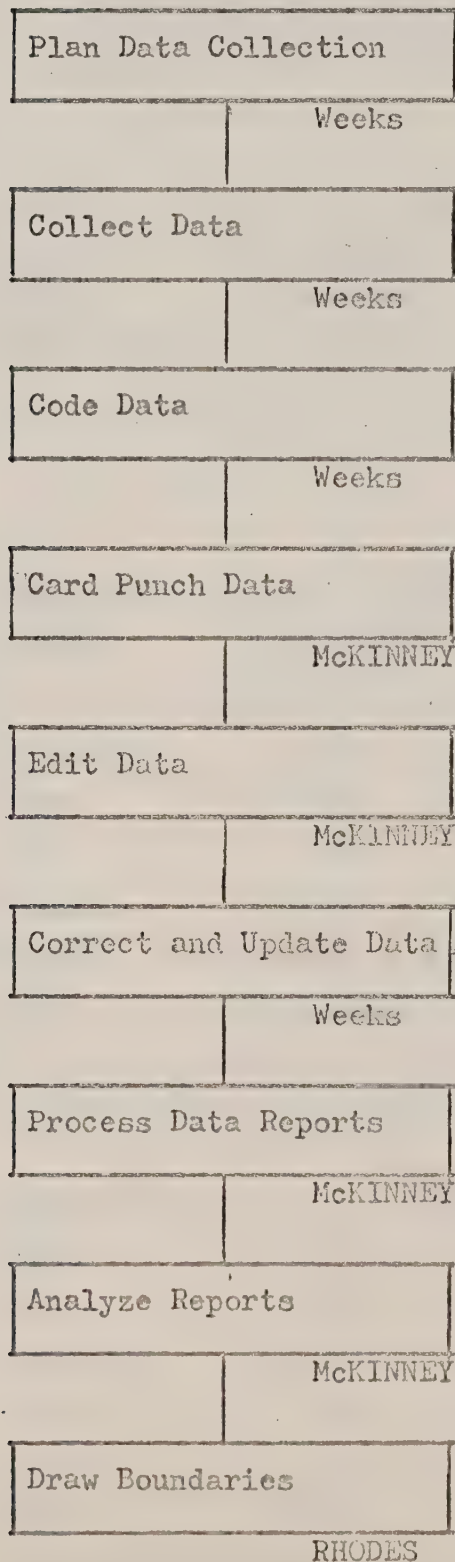 Plan Data Collection
Weeks
Collect Data
Weeks
Code Data
Weeks
Card Punch Data
McKINNEY
Edit Data
McKINNEY
Correct and Update Data
Weeks
Process Data Reports
McKINNEY
Analyze Reports
McKINNEY
Draw Boundaries
RHODES